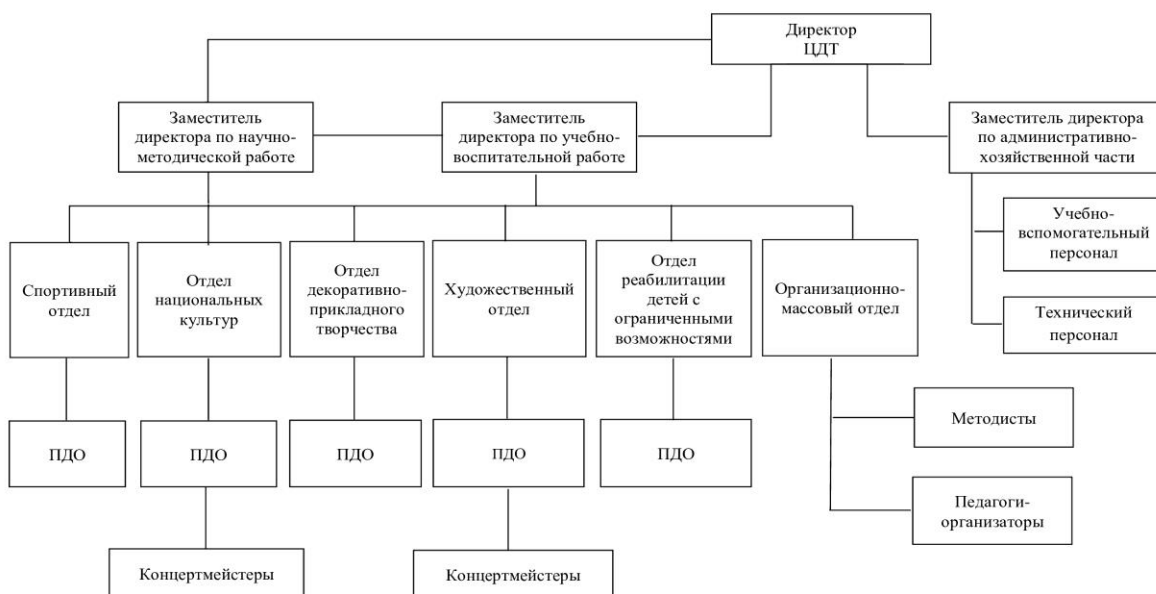 Директор
ЦДТ
Заместитель
директора по научно-
методической работе
Заместитель
директора по учебно-
воспитательной работе
Заместитель директора
по административно-
хозяйственной части
Учебно-
вспомогательный
персонал
Технический
персонал
Спортивный
отдел
Отдел
национальных
культур
Отдел
декоративно-
прикладного
творчества
Художественный
отдел
Отдел
реабилитации
детей с
ограниченными
возможностями
Организационно-
массовый отдел
ПДО
ПДО
ПДО
ПДО
ПДО
Методисты
Педагоги-
организаторы
Концертмейстеры
Концертмейстеры